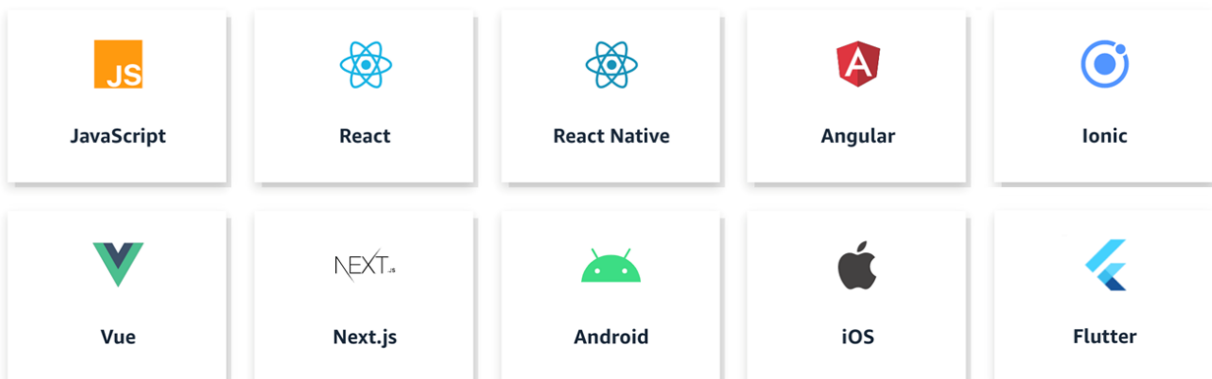 JS
JavaScript
React
React Native
Angular
Ionic
Vue
NEXT.JS
Next.js
Android
iOS
Flutter